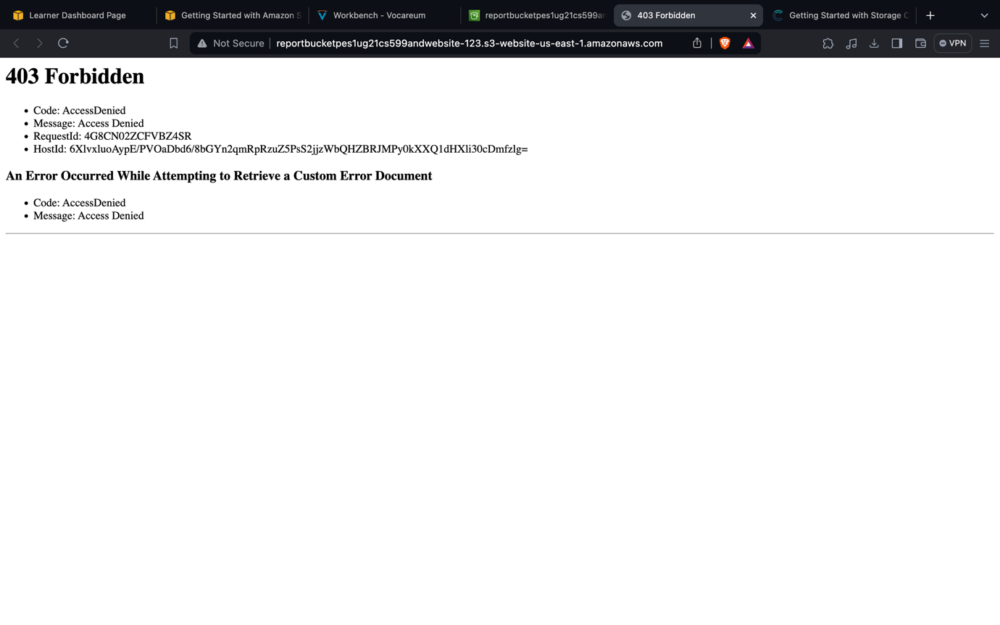 Learner Dashboard Page
Getting Started with Amazon S
Workbench - Vocareum
reportbucketpes1ug21cs599an
403 Forbidden
Getting Started with Storage C
Not Secure
reportbucketpes1ug21cs599andwebsite-123.s3-website-us-east-1.amazonaws.com
VPN
403 Forbidden
• Code: AccessDenied
• Message: Access Denied
• RequestId: 4G8CN02ZCFVBZ4SR
• HostId: 6XlvxluoAypE/PVOaDbd6/8bGYn2qmRpRzuZ5PsS2jjzWbQHZBRJMPy0kXXQ1dHXli30cDmfzlg=
An Error Occurred While Attempting to Retrieve a Custom Error Document
• Code: AccessDenied
• Message: Access Denied